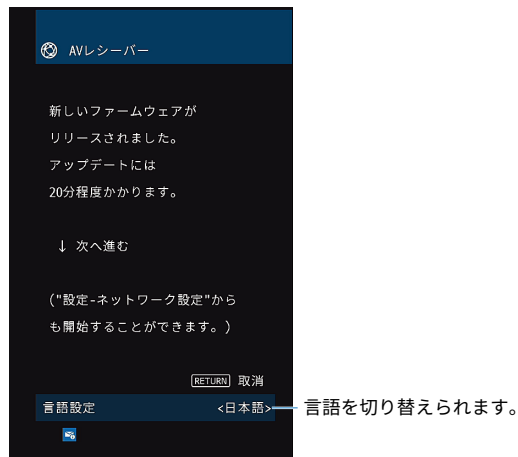 AVレシーバー
新しいファームウェアが
リリースされました。
アップデートには
20分程度かかります。
↓ 次へ進む
("設定-ネットワーク設定"から
も開始することができます。)
RETURN 取消
言語設定 <日本語> 言語を切り替えられます。